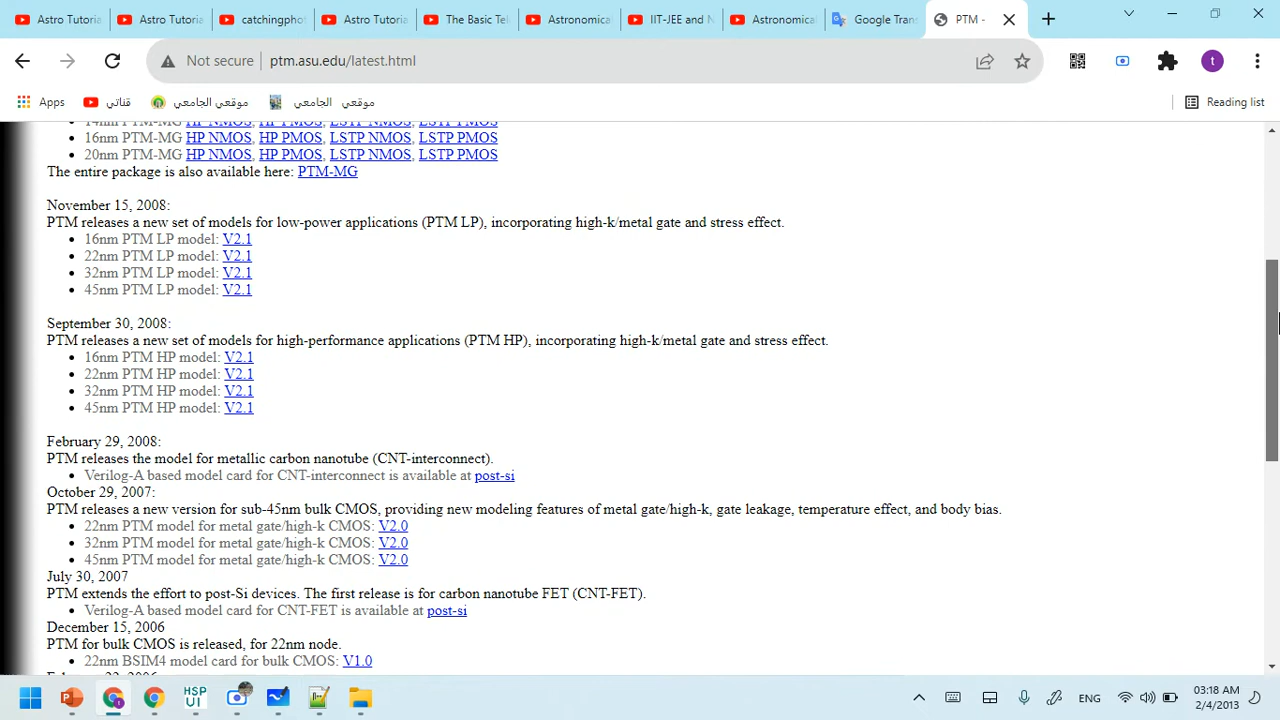 Astro Tutoria
Astro Tutoria
catchingphot
Astro Tutoria
The Basic Tel
Astronomica
IIT-JEE and N
Astronomical
Google Trans
PTM -
Not secure
ptm.asu.edu/latest.html
Apps
قناتي
موقعي الجامعي
موقعي الجامعي
Reading list
14nm PTM-MG HP NMOS, HP PMOS, LSTP NMOS, LSTP PMOS
16nm PTM-MG HP NMOS, HP PMOS, LSTP NMOS, LSTP PMOS
20nm PTM-MG HP NMOS, HP PMOS, LSTP NMOS, LSTP PMOS
The entire package is also available here: PTM-MG
November 15, 2008:
PTM releases a new set of models for low-power applications (PTM LP), incorporating high-k/metal gate and stress effect.
16nm PTM LP model: V2.1
22nm PTM LP model: V2.1
32nm PTM LP model: V2.1
45nm PTM LP model: V2.1
September 30, 2008:
PTM releases a new set of models for high-performance applications (PTM HP), incorporating high-k/metal gate and stress effect.
16nm PTM HP model: V2.1
22nm PTM HP model: V2.1
32nm PTM HP model: V2.1
45nm PTM HP model: V2.1
February 29, 2008:
PTM releases the model for metallic carbon nanotube (CNT-interconnect).
Verilog-A based model card for CNT-interconnect is available at post-si
October 29, 2007:
PTM releases a new version for sub-45nm bulk CMOS, providing new modeling features of metal gate/high-k, gate leakage, temperature effect, and body bias.
22nm PTM model for metal gate/high-k CMOS: V2.0
32nm PTM model for metal gate/high-k CMOS: V2.0
45nm PTM model for metal gate/high-k CMOS: V2.0
July 30, 2007
PTM extends the effort to post-Si devices. The first release is for carbon nanotube FET (CNT-FET).
Verilog-A based model card for CNT-FET is available at post-si
December 15, 2006
PTM for bulk CMOS is released, for 22nm node.
22nm BSIM4 model card for bulk CMOS: V1.0
HSP
UI
ENG
03:18 AM
2/4/2013